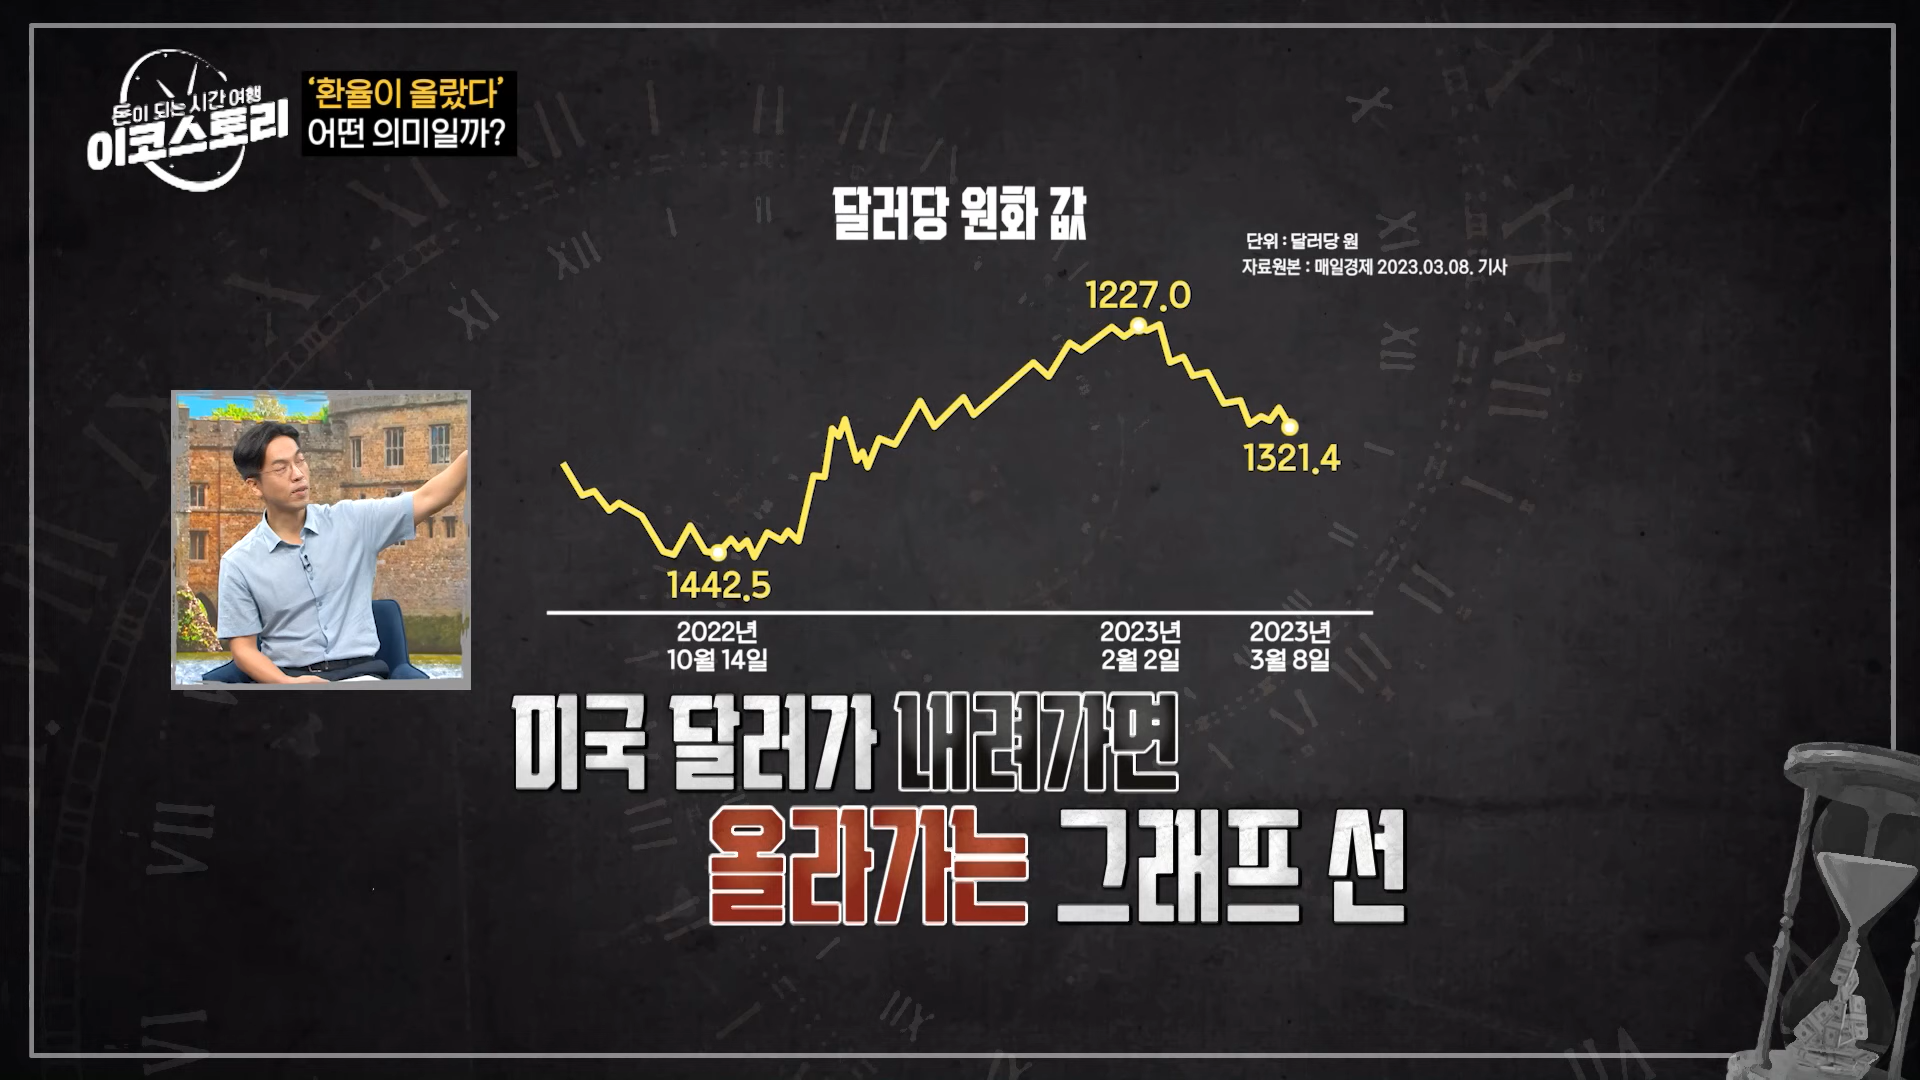 돈이 되는 시간 여행
이코스토리
‘환율이 올랐다’
어떤 의미일까?
달러당 원화 값
단위 : 달러당 원
자료원본 : 매일경제 2023.03.08. 기사
1227.0
1321.4
1442.5
2022년
10월 14일
2023년
2월 2일
2023년
3월 8일
미국 달러가 내려가면
올라가는 그래프 선